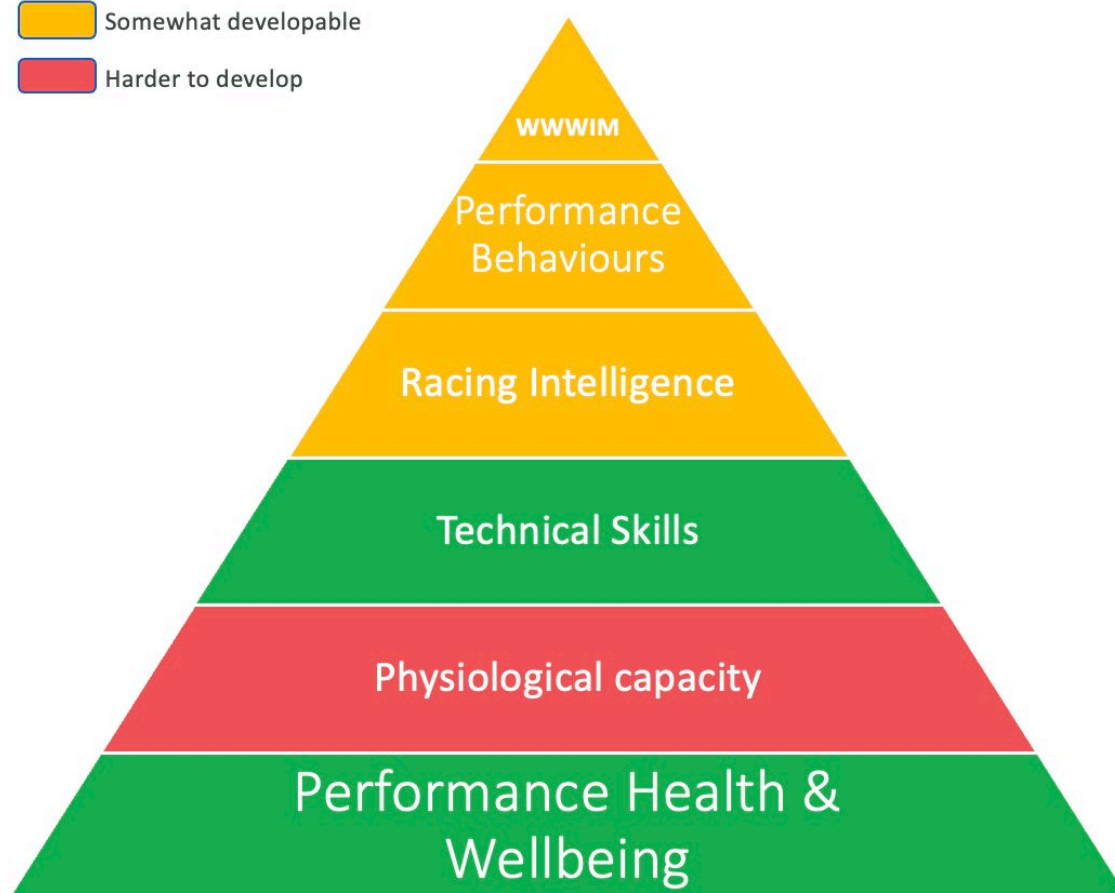 Somewhat developable
Harder to develop
WWWIM
Performance
Behaviours
Racing Intelligence
Technical Skills
Physiological capacity
Performance Health &
Wellbeing